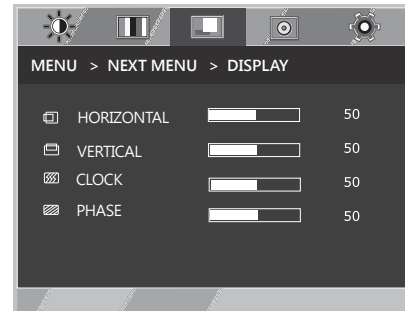 MENU > NEXT MENU > DISPLAY
HORIZONTAL 50
VERTICAL 50
CLOCK 50
PHASE 50